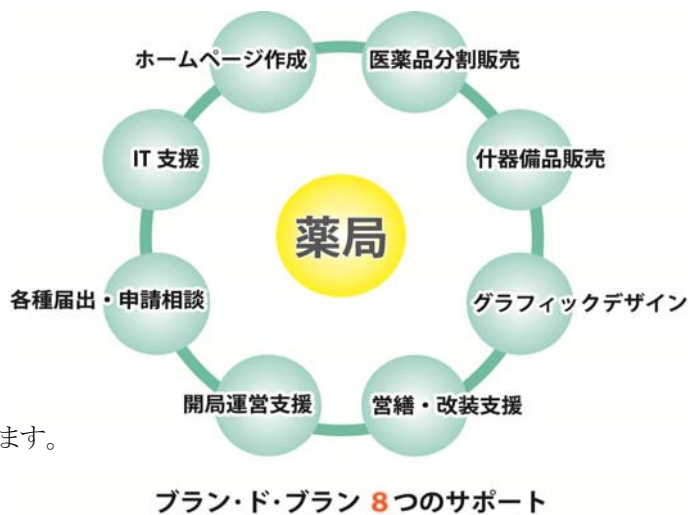 ホームページ作成
医薬品分割販売
IT 支援
什器備品販売
薬局
各種届出・申請相談
グラフィックデザイン
開局運営支援
営繕・改装支援
ます。
ブラン・ド・ブラン 8つのサポート